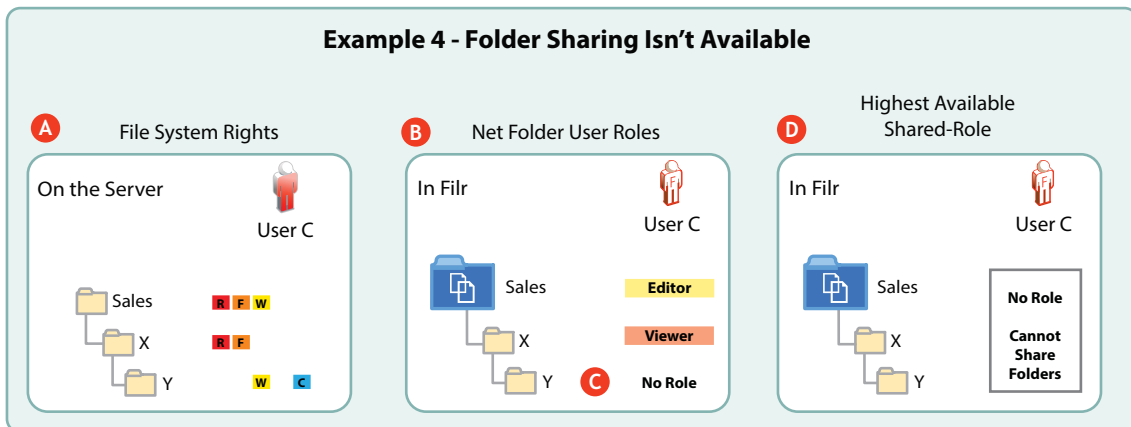 Example 4 - Folder Sharing Isn't Available
A
File System Rights
On the Server
User C
Sales
R F W
X
R F
Y
W C
B
Net Folder User Roles
In Filr
F
User C
Sales
Editor
X
Viewer
Y
C
No Role
D
Highest Available
Shared-Role
In Filr
F
User C
Sales
X
Y
No Role
Cannot
Share
Folders